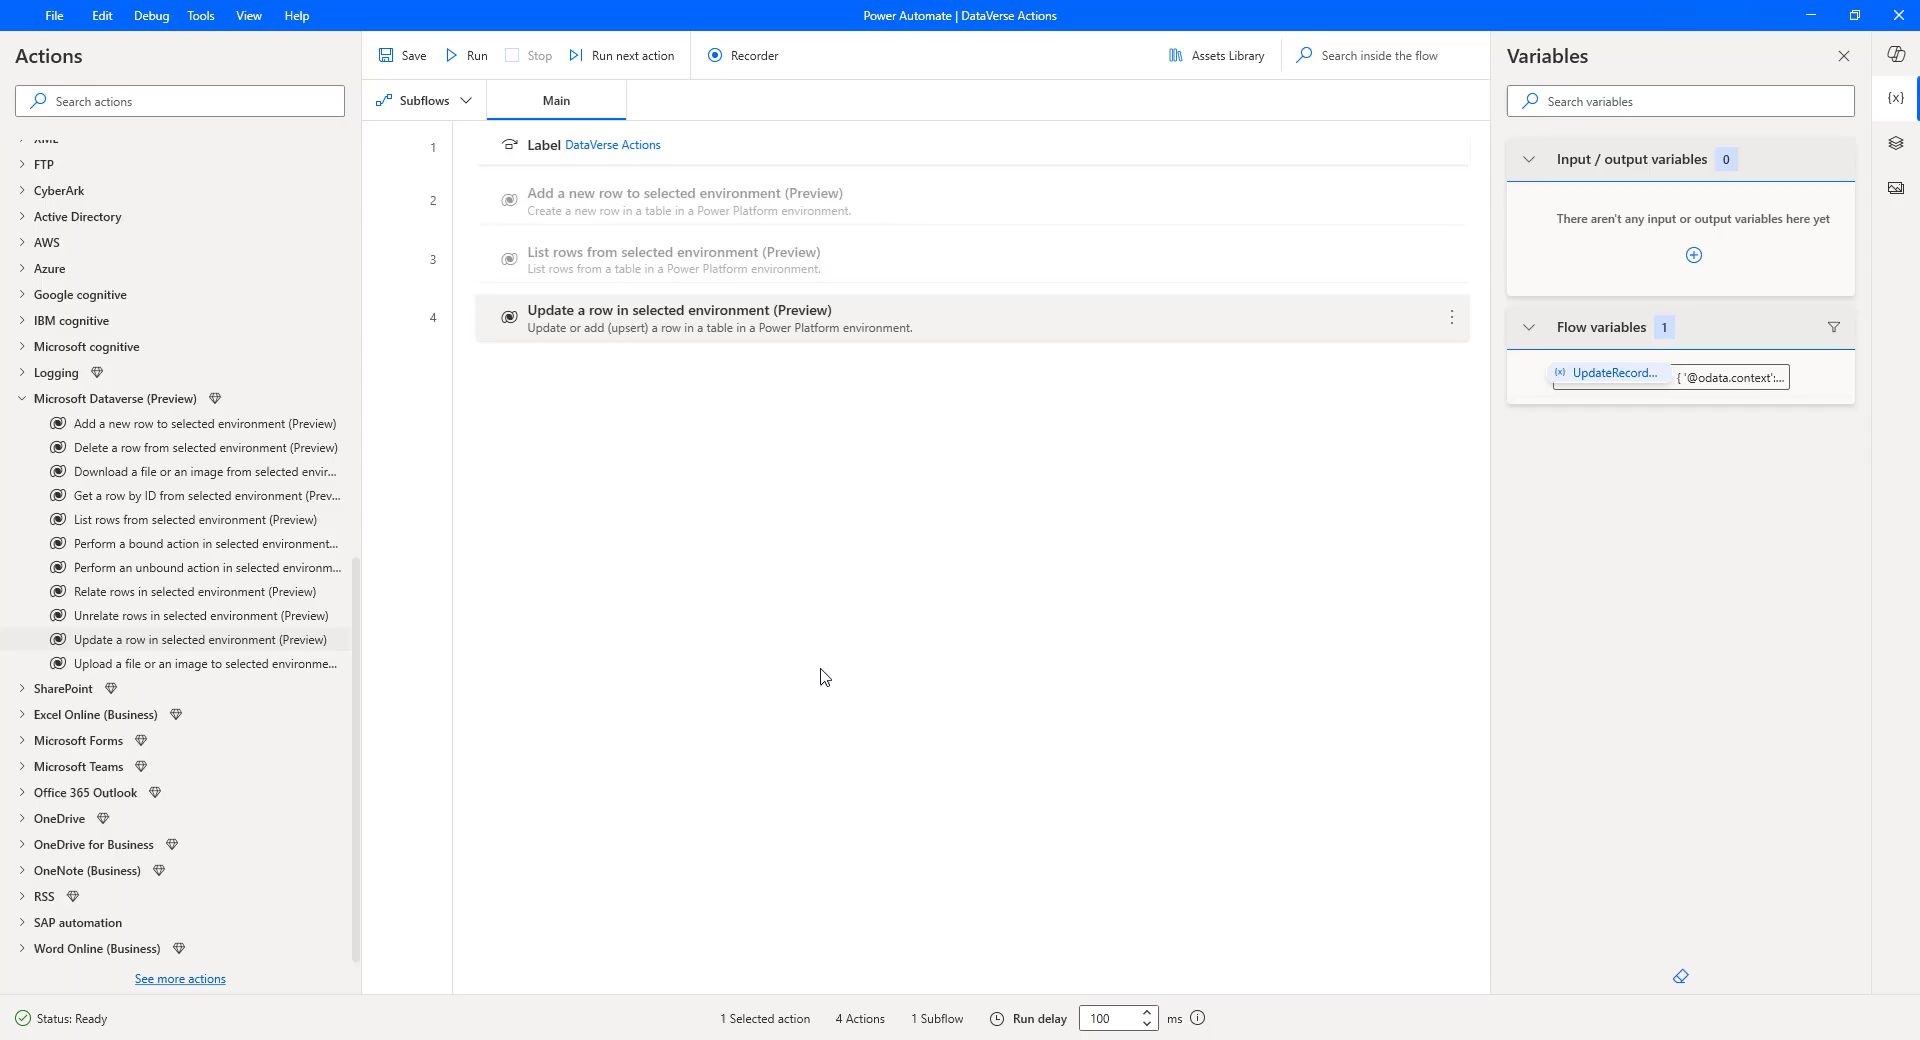 File Edit Debug Tools View Help
Power Automate | DataVerse Actions
Actions
Search actions
XML
FTP
CyberArk
Active Directory
AWS
Azure
Google cognitive
IBM cognitive
Microsoft cognitive
Logging
Microsoft Dataverse (Preview)
Add a new row to selected environment (Preview)
Delete a row from selected environment (Preview)
Download a file or an image from selected envir...
Get a row by ID from selected environment (Prev...
List rows from selected environment (Preview)
Perform a bound action in selected environment...
Perform an unbound action in selected environm...
Relate rows in selected environment (Preview)
Unrelate rows in selected environment (Preview)
Update a row in selected environment (Preview)
Upload a file or an image to selected environme...
SharePoint
Excel Online (Business)
Microsoft Forms
Microsoft Teams
Office 365 Outlook
OneDrive
OneDrive for Business
OneNote (Business)
RSS
SAP automation
Word Online (Business)
See more actions
Save Run Stop Run next action Recorder Assets Library Search inside the flow
Subflows Main
1 Label DataVerse Actions
2 Add a new row to selected environment (Preview)
Create a new row in a table in a Power Platform environment.
3 List rows from selected environment (Preview)
List rows from a table in a Power Platform environment.
4 Update a row in selected environment (Preview)
Update or add (upsert) a row in a table in a Power Platform environment.
Variables
{x}
Search variables
Input / output variables 0
There aren't any input or output variables here yet
Flow variables 1
(x) UpdateRecord... { '@odata.context':...
Status: Ready 1 Selected action 4 Actions 1 Subflow Run delay 100 ms